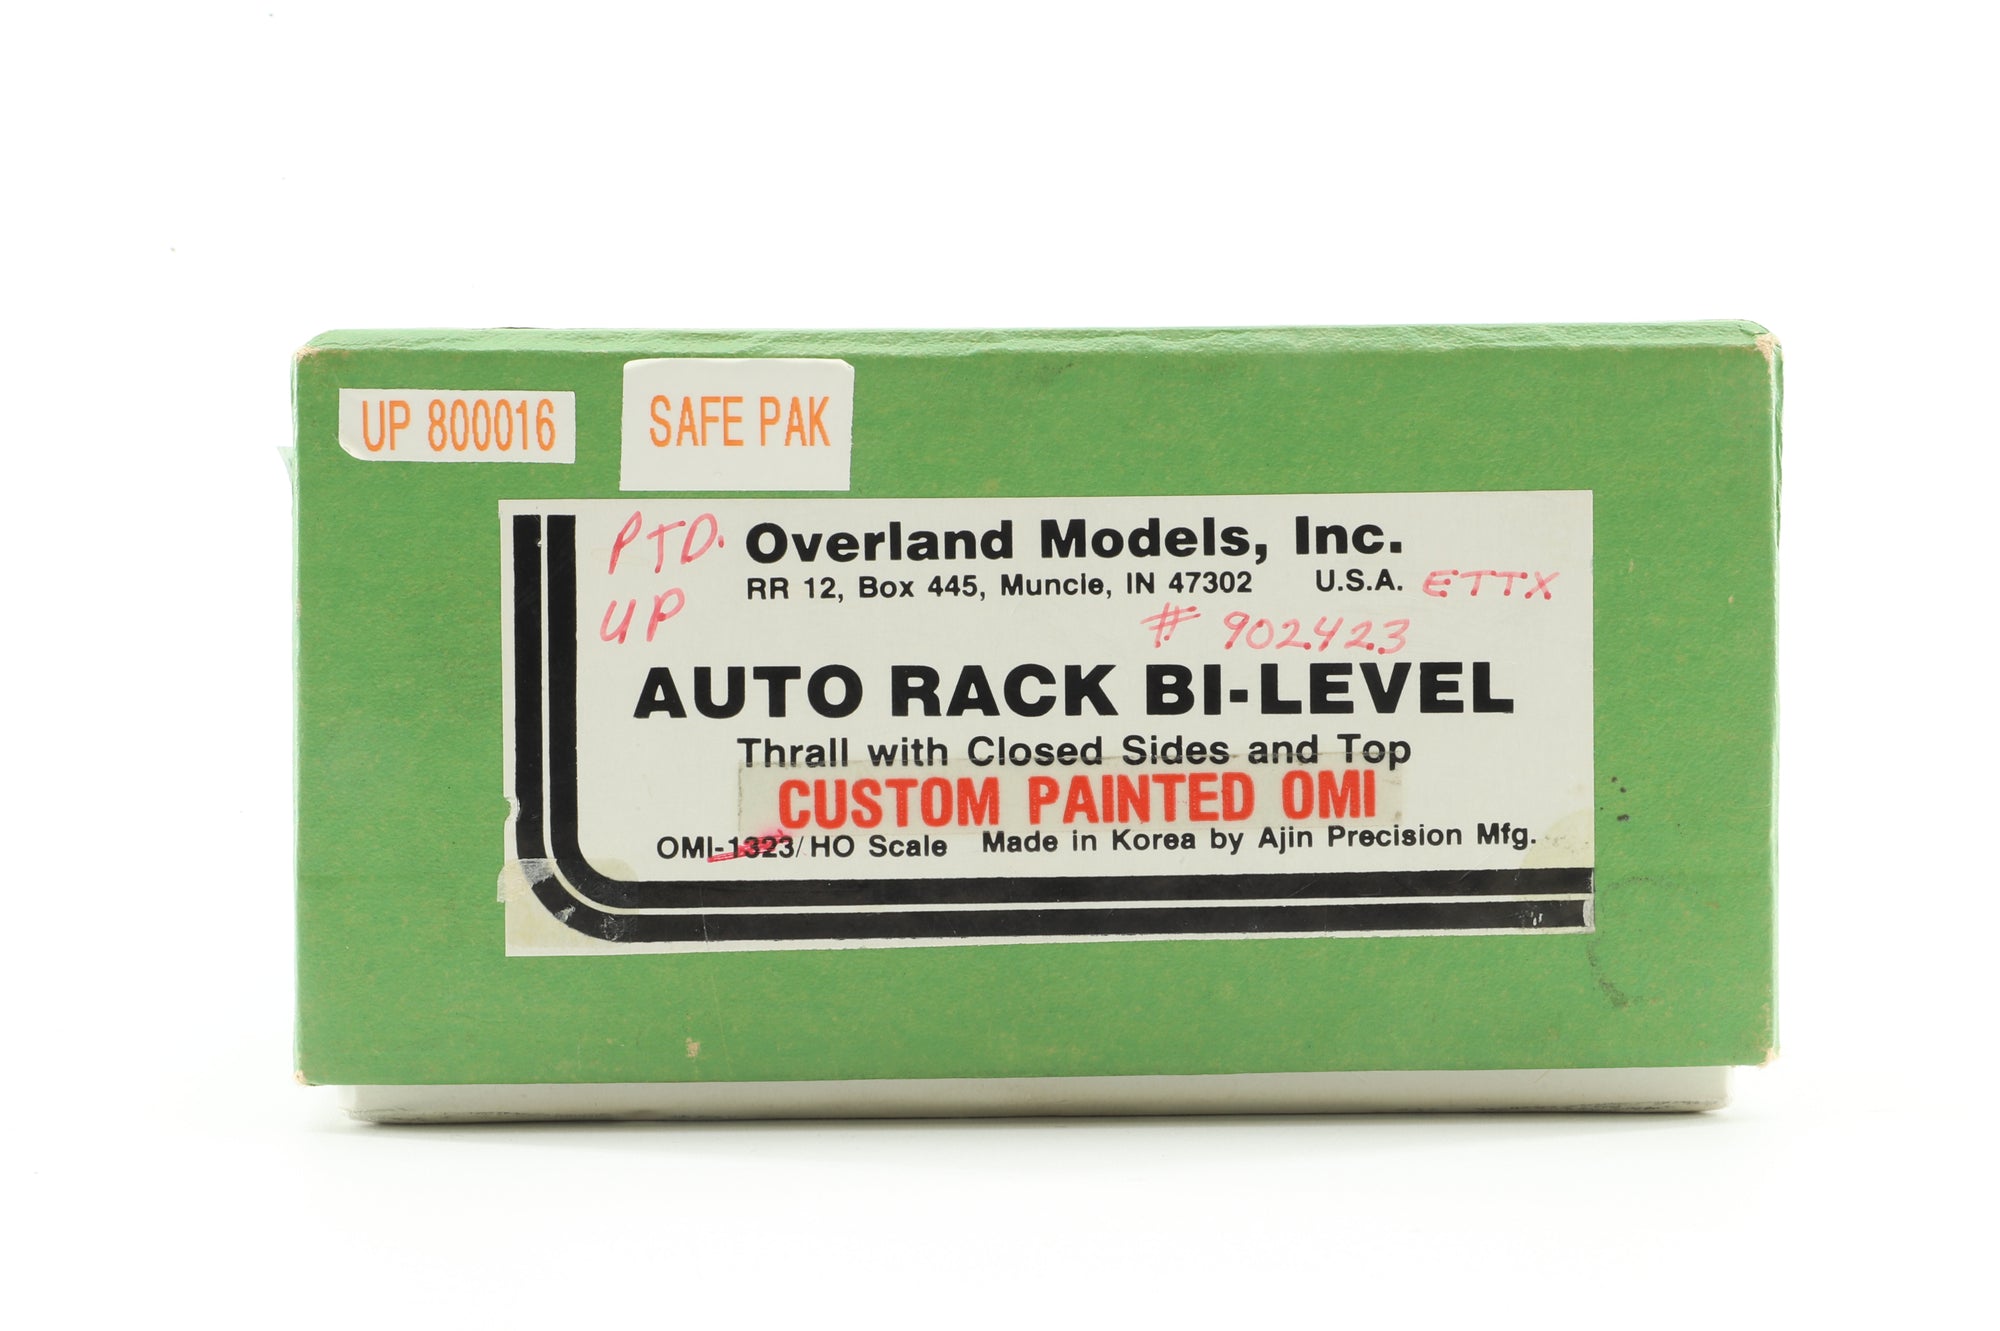 UP 800016
SAFE PAK
PTD. Overland Models, Inc.
RR 12, Box 445, Muncie, IN 47302 U.S.A. ETTX
UP # 902423
AUTO RACK BI-LEVEL
Thrall with Closed Sides and Top
CUSTOM PAINTED OMI
OMI-1323/HO Scale Made in Korea by Ajin Precision Mfg.